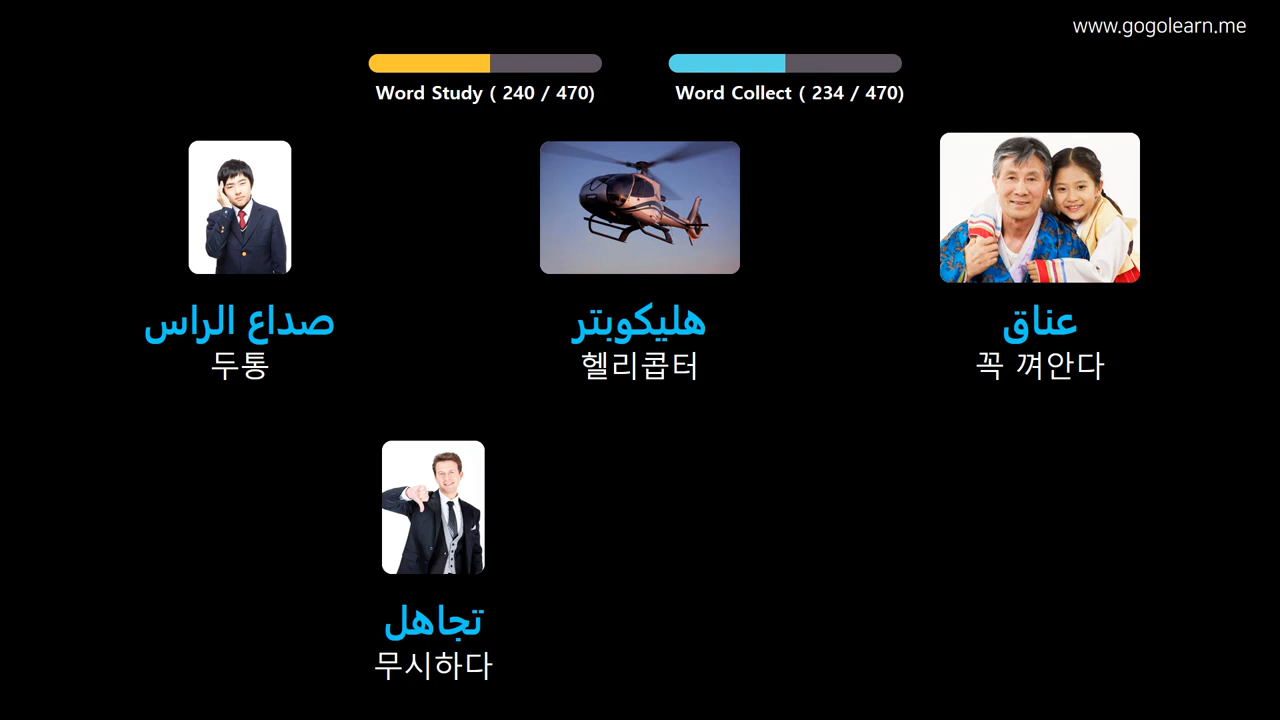 www.gogolearn.me
Word Study ( 240 / 470)
Word Collect ( 234 / 470)
صداع الراس
두통
هليكوبتر
헬리콥터
عناق
꼭 껴안다
تجاهل
무시하다